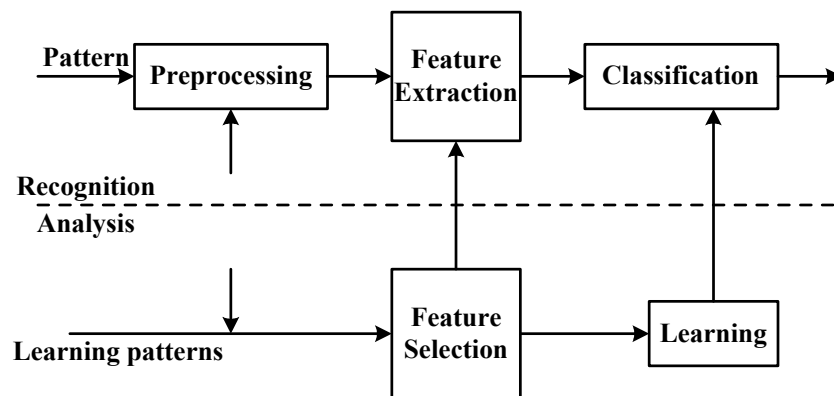 Pattern
Preprocessing
Feature
Extraction
Classification
Recognition
Analysis
Learning patterns
Feature
Selection
Learning